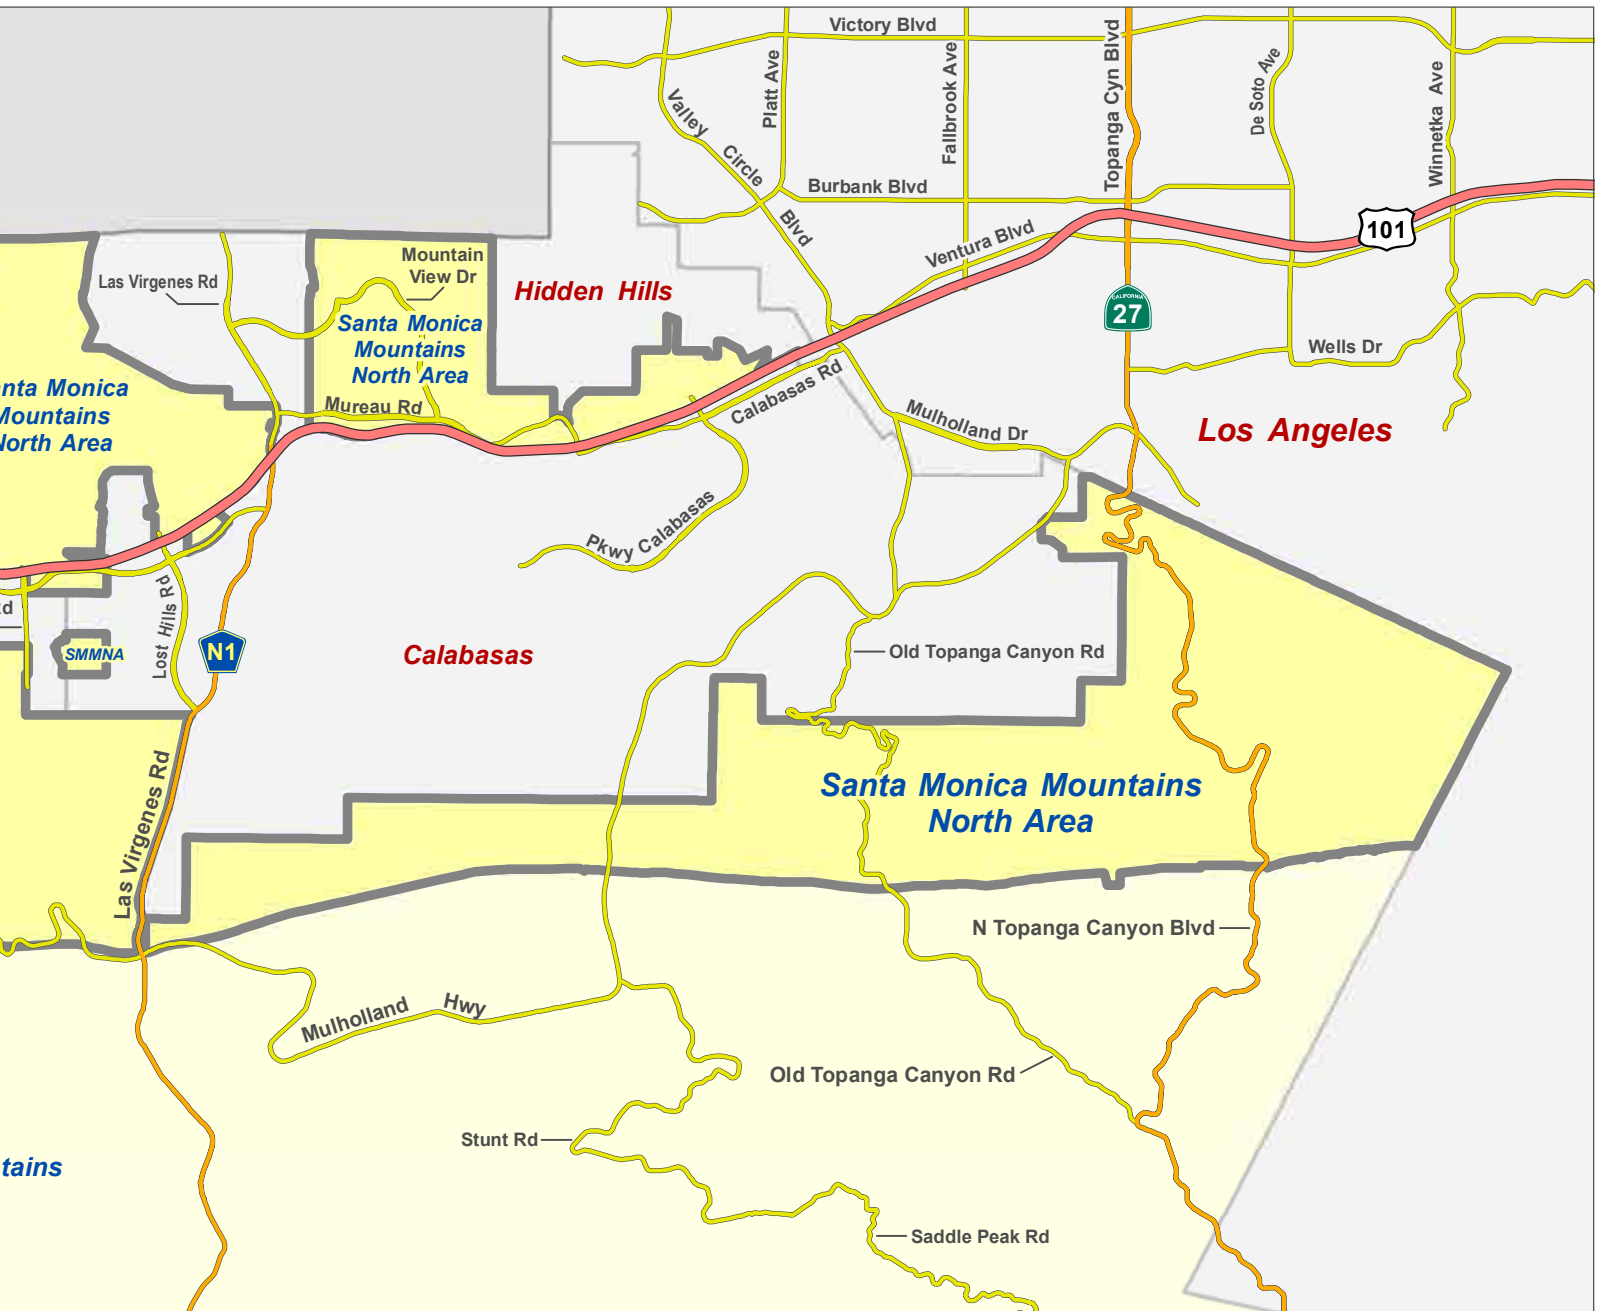 Victory Blvd
Platt Ave
Fallbrook Ave
Topanga Cyn Blvd
De Soto Ave
Winnetka Ave
Valley Circle Blvd
Burbank Blvd
Ventura Blvd
101
Las Virgenes Rd
Mountain
View Dr
Hidden Hills
CALIFORNIA
27
Santa Monica
Mountains
North Area
Wells Dr
Mureau Rd
Calabasas Rd
Mulholland Dr
Los Angeles
nta Monica
Mountains
North Area
Pkwy Calabasas
Rd
Lost Hills Rd
SMMNA
N1
Calabasas
Old Topanga Canyon Rd
Las Virgenes Rd
Santa Monica Mountains
North Area
N Topanga Canyon Blvd
Mulholland Hwy
Old Topanga Canyon Rd
Stunt Rd
tains
Saddle Peak Rd